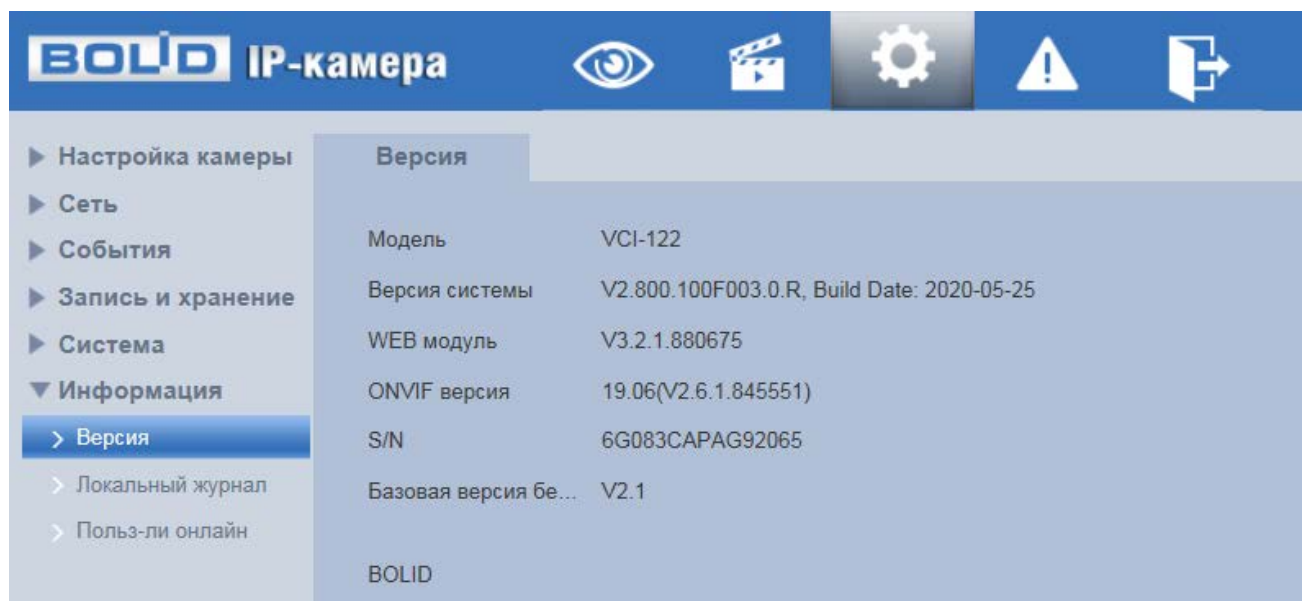 BOLID IP-камера
Настройка камеры
Сеть
События
Запись и хранение
Система
Информация
Версия
Локальный журнал
Польз-ли онлайн
Версия
Модель VCI-122
Версия системы V2.800.100F003.0.R, Build Date: 2020-05-25
WEB модуль V3.2.1.880675
ONVIF версия 19.06(V2.6.1.845551)
S/N 6G083CAPAG92065
Базовая версия бе... V2.1
BOLID